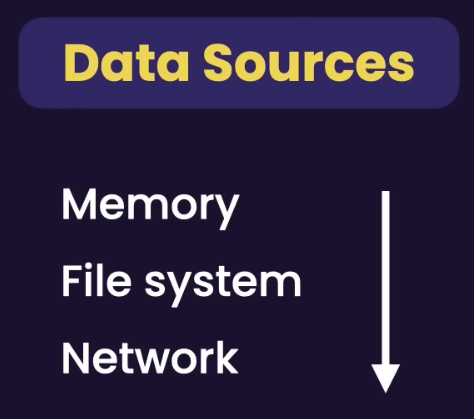 Data Sources
Memory
File system
Network